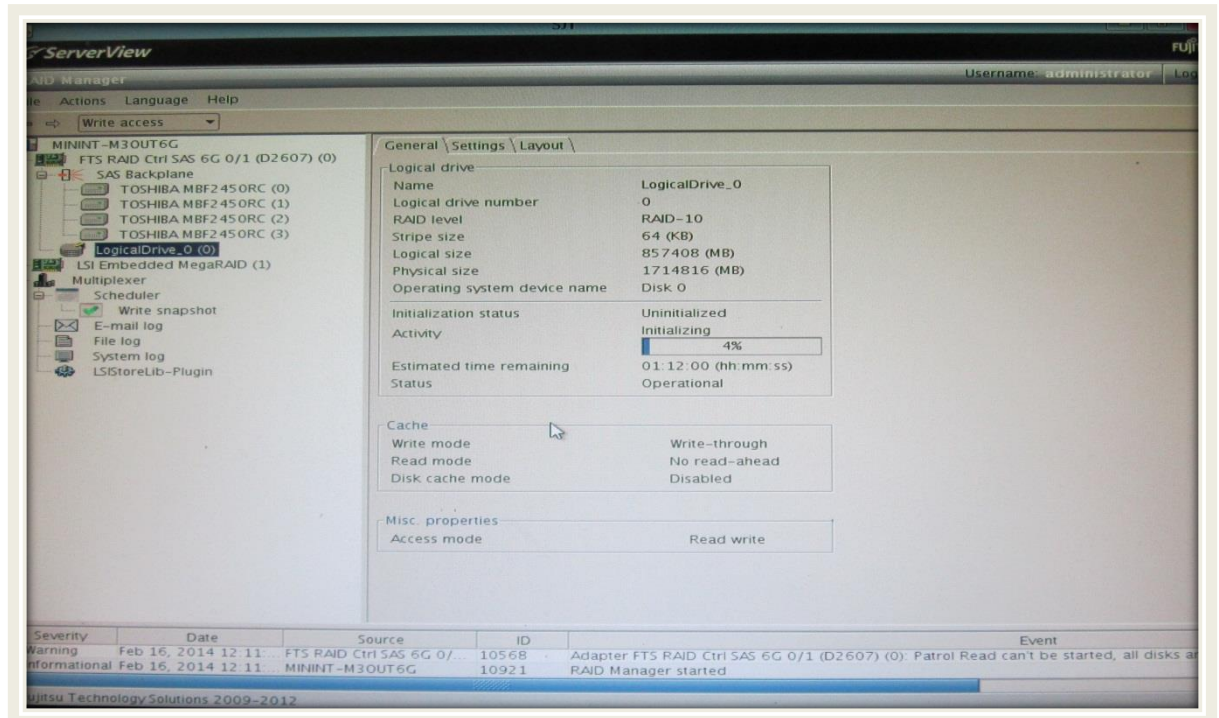 ServerView
Username: administrator
Actions Language Help
Write access
MININT-M3OUT6G
FTS RAID Ctrl SAS 6G 0/1 (D2607) (0)
SAS Backplane
TOSHIBA MBF2450RC (0)
TOSHIBA MBF2450RC (1)
TOSHIBA MBF2450RC (2)
TOSHIBA MBF2450RC (3)
LogicalDrive_0 (0)
LSI Embedded MegaRAID (1)
Multiplexer
Scheduler
Write snapshot
E-mail log
File log
System log
LSIStoreLib-Plugin
General Settings Layout
Logical drive
Name LogicalDrive_0
Logical drive number 0
RAID level RAID-10
Stripe size 64 (KB)
Logical size 857408 (MB)
Physical size 1714816 (MB)
Operating system device name Disk 0
Initialization status Uninitialized
Activity Initializing
4%
Estimated time remaining 01:12:00 (hh:mm:ss)
Status Operational
Cache
Write mode Write-through
Read mode No read-ahead
Disk cache mode Disabled
Misc. properties
Access mode Read write
Severity Date Source ID Event
Warning Feb 16, 2014 12:11... FTS RAID Ctrl SAS 6G 0/... 10568 Adapter FTS RAID Ctrl SAS 6G 0/1 (D2607) (0): Patrol Read can't be started, all disks
nformational Feb 16, 2014 12:11... MININT-M3OUT6G 10921 RAID Manager started
ujitsu Technology Solutions 2009-2012